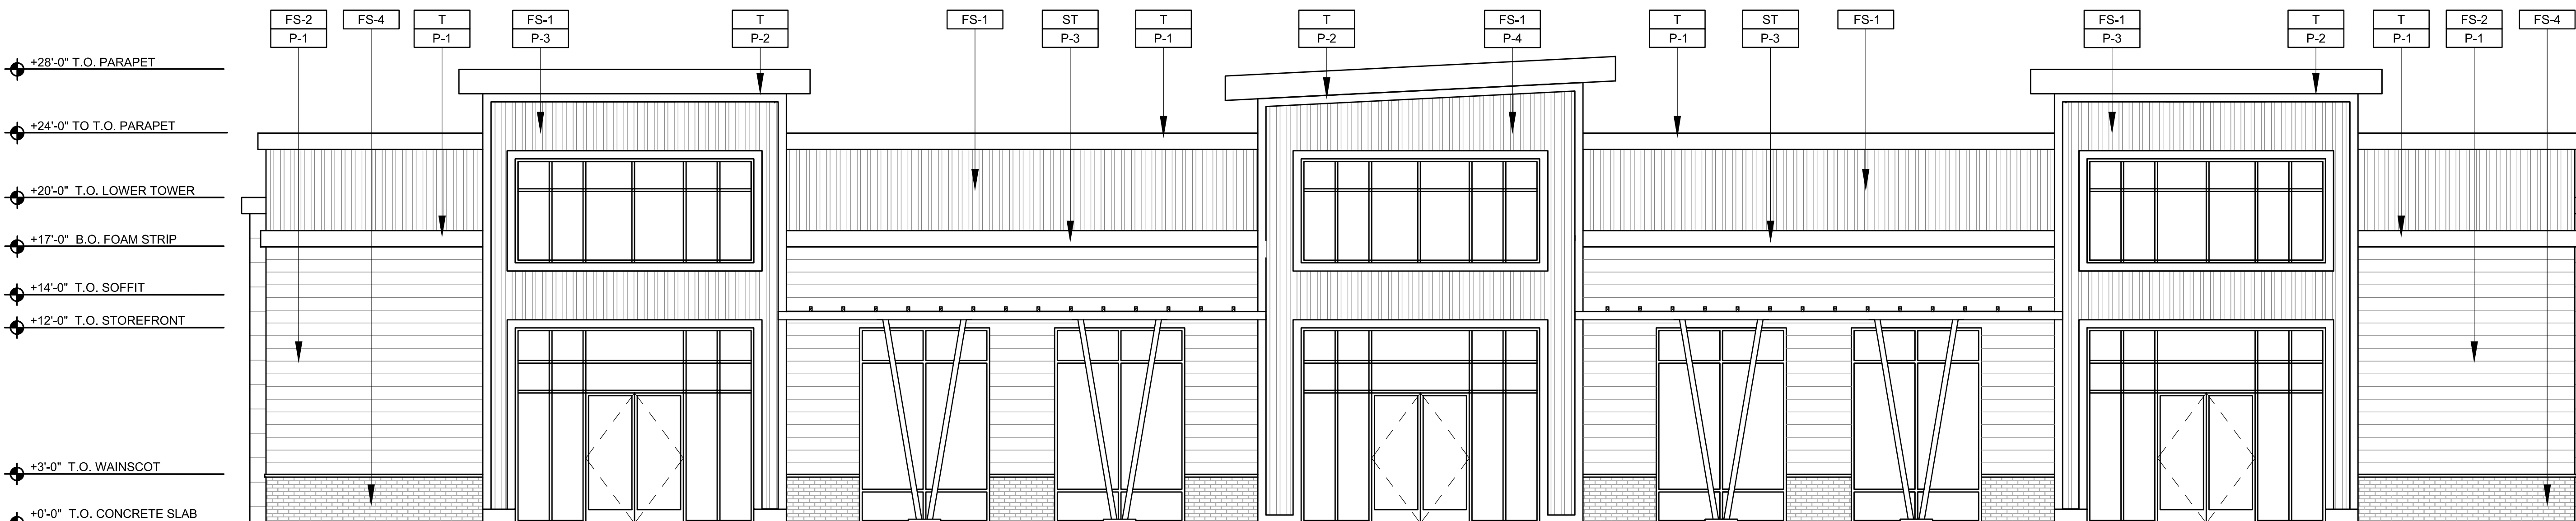 FS-2 FS-4 T FS-1 T FS-1 ST T T FS-1 T ST FS-1 FS-1 T T FS-2 FS-4
P-1 P-1 P-3 P-2 P-3 P-1 P-2 P-4 P-1 P-3 P-3 P-2 P-1 P-1
+28'-0" T.O. PARAPET
+24'-0" TO T.O. PARAPET
+20'-0" T.O. LOWER TOWER
+17'-0" B.O. FOAM STRIP
+14'-0" T.O. SOFFIT
+12'-0" T.O. STOREFRONT
+3'-0" T.O. WAINSCOT
+0'-0" T.O. CONCRETE SLAB